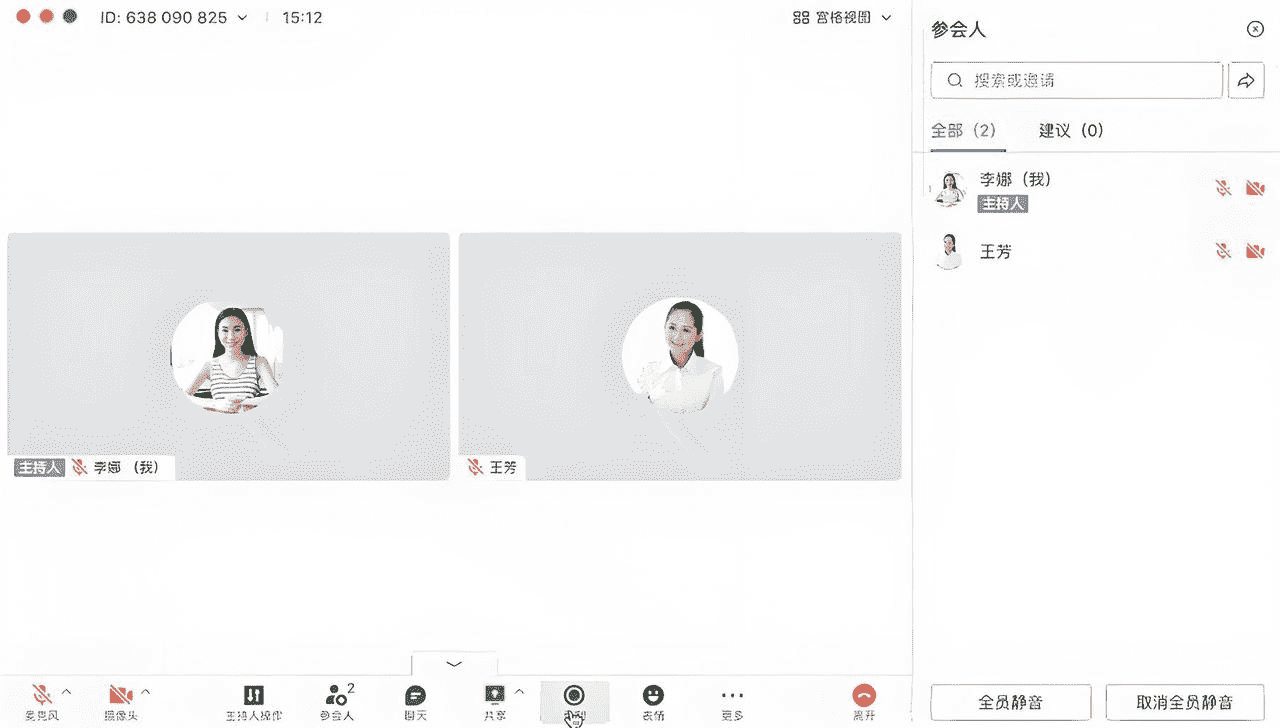 ID: 638 090 825
15:12
宫格视图
参会人
搜索或邀请
全部（2）
建议（0）
李娜（我）
主持人
王芳
主持人 李娜 （我）
王芳
麦克风
摄像头
主持人操作
参会人
2
聊天
共享
表情
更多
离开
全员静音
取消全员静音